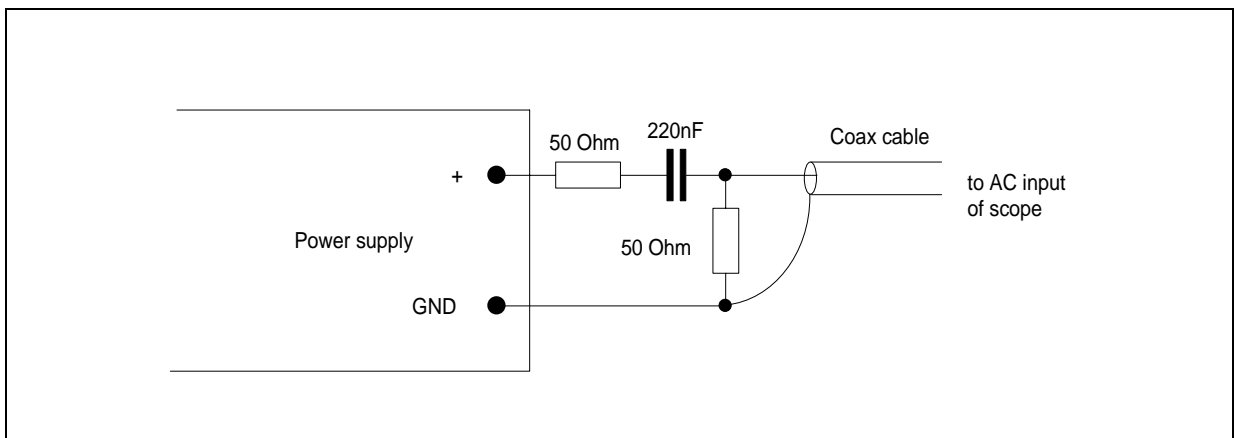 220nF
50 Ohm
Coax cable
+
to AC input
of scope
Power supply
50 Ohm
GND